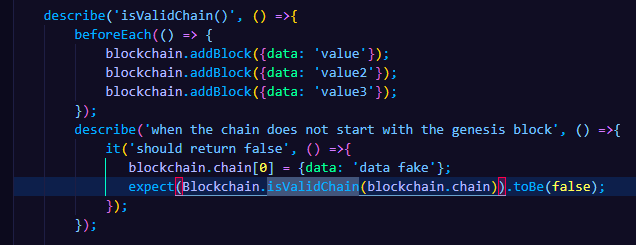 describe('isValidChain()', () =>{
beforeEach(() => {
blockchain.addBlock({data: 'value'});
blockchain.addBlock({data: 'value2'});
blockchain.addBlock({data: 'value3'});
});
describe('when the chain does not start with the genesis block', () =>{
it('should return false', () =>{
blockchain.chain[0] = {data: 'data fake'};
expect(Blockchain.isValidChain(blockchain.chain)).toBe(false);
});
});